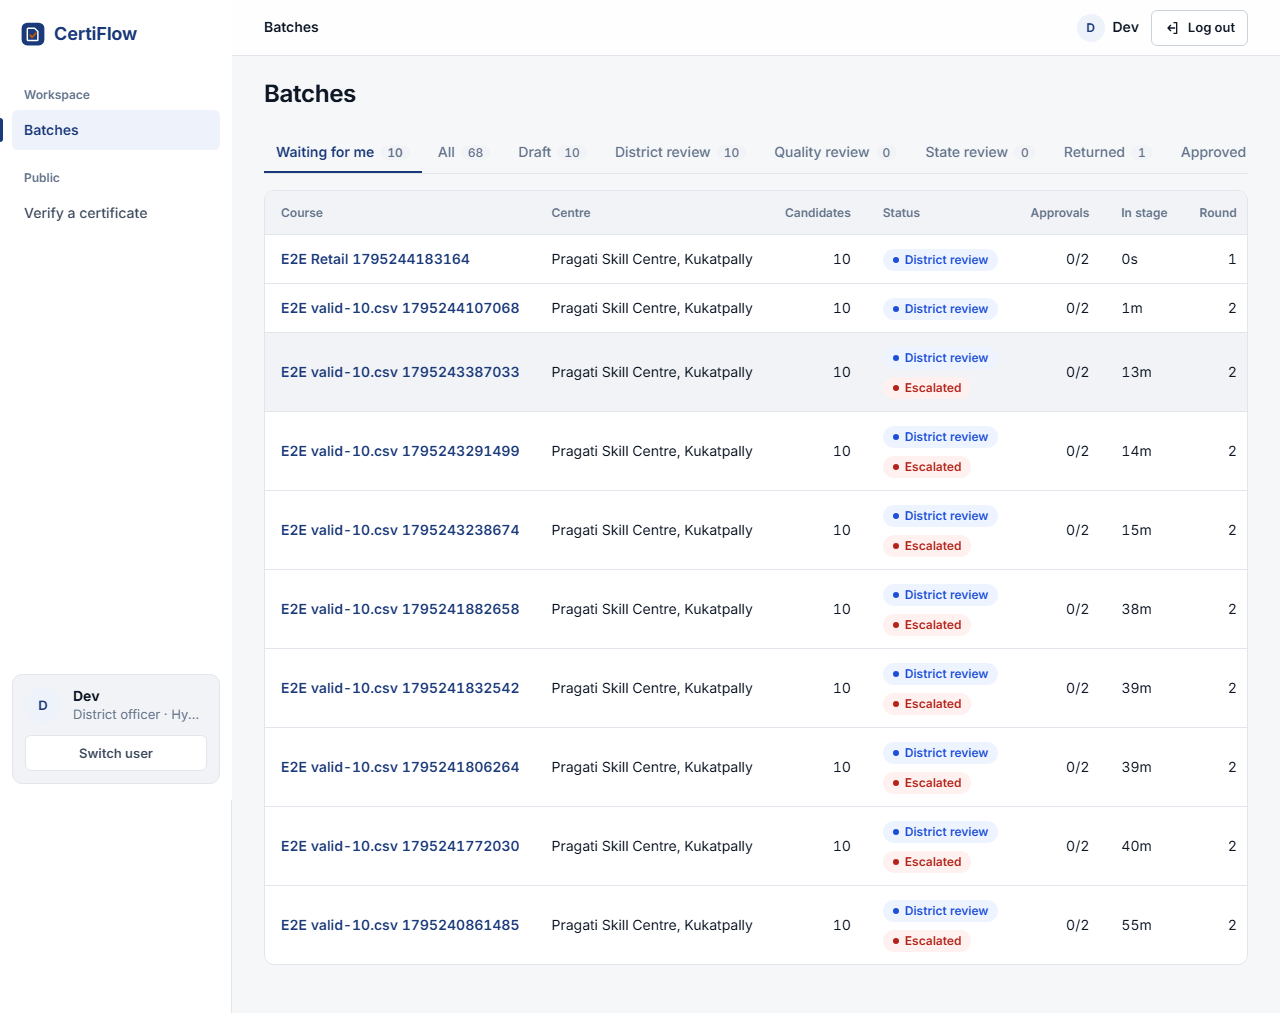 CertiFlow
Workspace
Batches
Public
Verify a certificate
D Dev
District officer · Hy...
Switch user
Batches
D Dev Log out
Batches
Waiting for me 10 All 68 Draft 10 District review 10 Quality review 0 State review 0 Returned 1 Approved
Course Centre Candidates Status Approvals In stage Round
E2E Retail 1795244183164 Pragati Skill Centre, Kukatpally 10 District review 0/2 0s 1
E2E valid-10.csv 1795244107068 Pragati Skill Centre, Kukatpally 10 District review 0/2 1m 2
E2E valid-10.csv 1795243387033 Pragati Skill Centre, Kukatpally 10 District review Escalated 0/2 13m 2
E2E valid-10.csv 1795243291499 Pragati Skill Centre, Kukatpally 10 District review Escalated 0/2 14m 2
E2E valid-10.csv 1795243238674 Pragati Skill Centre, Kukatpally 10 District review Escalated 0/2 15m 2
E2E valid-10.csv 1795241882658 Pragati Skill Centre, Kukatpally 10 District review Escalated 0/2 38m 2
E2E valid-10.csv 1795241832542 Pragati Skill Centre, Kukatpally 10 District review Escalated 0/2 39m 2
E2E valid-10.csv 1795241806264 Pragati Skill Centre, Kukatpally 10 District review Escalated 0/2 39m 2
E2E valid-10.csv 1795241772030 Pragati Skill Centre, Kukatpally 10 District review Escalated 0/2 40m 2
E2E valid-10.csv 1795240861485 Pragati Skill Centre, Kukatpally 10 District review Escalated 0/2 55m 2